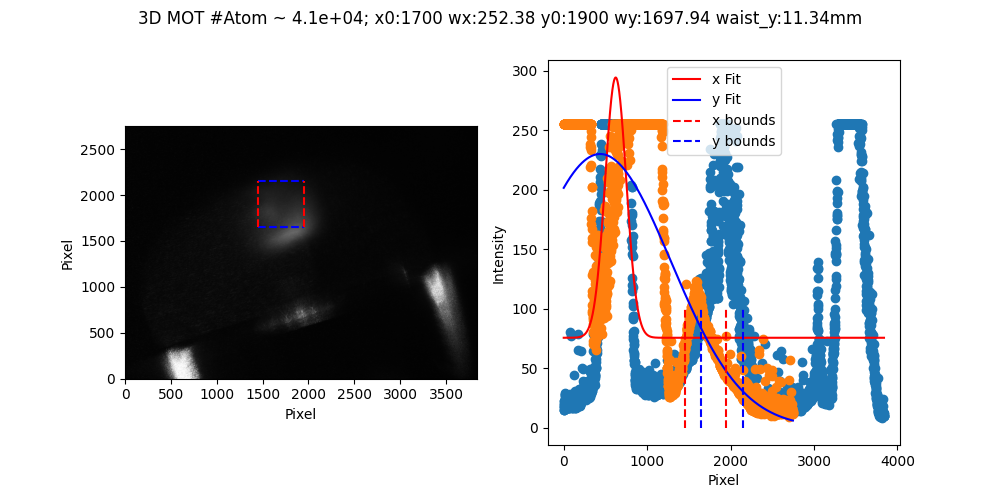 3D MOT #Atom ~ 4.1e+04; x0:1700 wx:252.38 y0:1900 wy:1697.94 waist_y:11.34mm
2500
2000
1500
1000
500
0
Pixel
0 500 1000 1500 2000 2500 3000 3500
Pixel
300
250
200
150
100
50
0
Intensity
x Fit
y Fit
x bounds
y bounds
0 1000 2000 3000 4000
Pixel